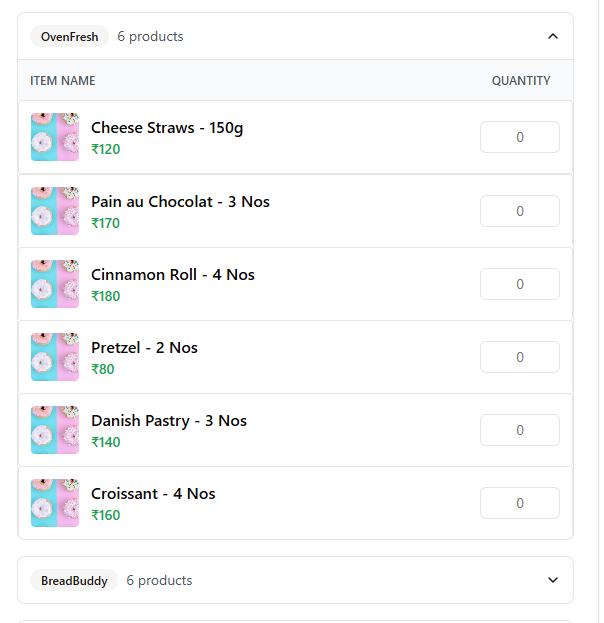 OvenFresh 6 products
ITEM NAME QUANTITY
Cheese Straws - 150g
₹120
0
Pain au Chocolat - 3 Nos
₹170
0
Cinnamon Roll - 4 Nos
₹180
0
Pretzel - 2 Nos
₹80
0
Danish Pastry - 3 Nos
₹140
0
Croissant - 4 Nos
₹160
0
BreadBuddy 6 products